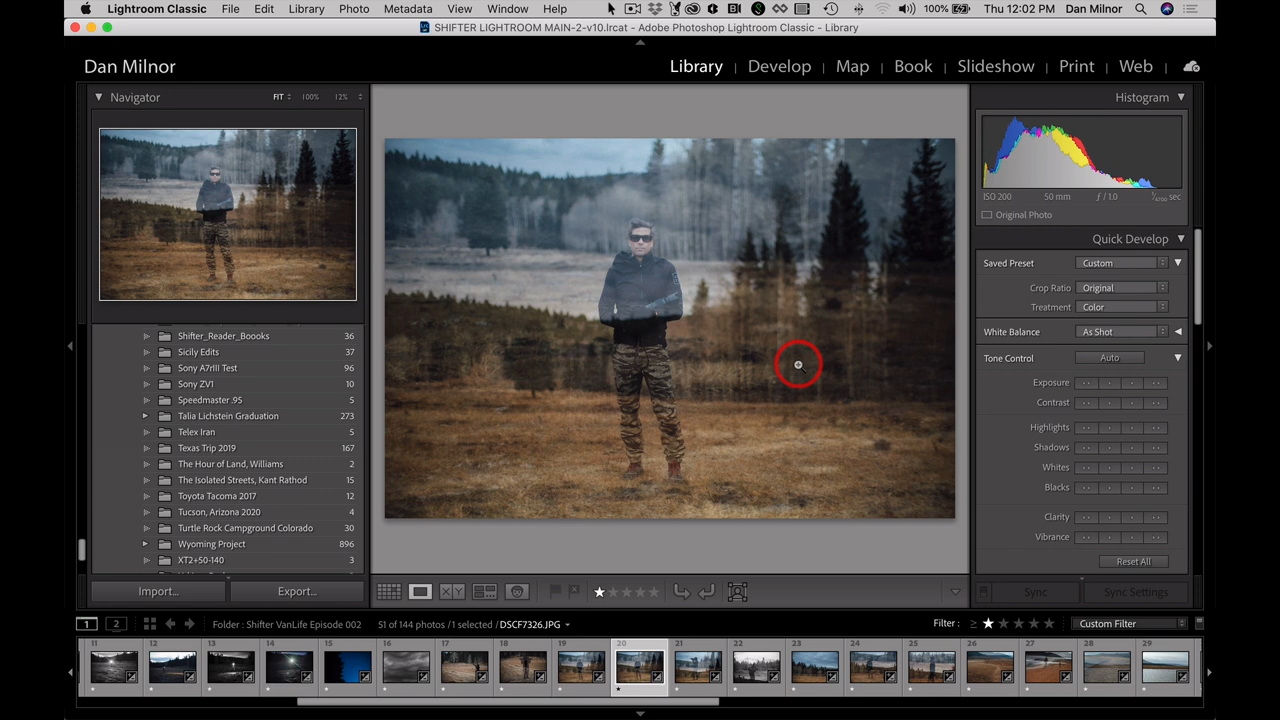 Lightroom Classic File Edit Library Photo Metadata View Window Help 100% Thu 12:02 PM Dan Milnor
SHIFTER LIGHTROOM MAIN-2-v10.lrcat - Adobe Photoshop Lightroom Classic - Library
Dan Milnor Library | Develop | Map | Book | Slideshow | Print | Web |
Navigator FIT 100% 12%
Histogram
ISO 200 50 mm ƒ / 1.0 1/4700 sec
Original Photo
Quick Develop
Saved Preset Custom
Crop Ratio Original
Treatment Color
White Balance As Shot
Tone Control Auto
Exposure
Contrast
Highlights
Shadows
Whites
Blacks
Clarity
Vibrance
Reset All
Shifter_Reader_Boooks 36
Sicily Edits 37
Sony A7rIII Test 96
Sony ZV1 10
Speedmaster .95 5
Talia Lichstein Graduation 273
Telex Iran 5
Texas Trip 2019 167
The Hour of Land, Williams 2
The Isolated Streets, Kant Rathod 15
Toyota Tacoma 2017 12
Tucson, Arizona 2020 4
Turtle Rock Campground Colorado 30
Wyoming Project 896
XT2+50-140 3
Import... Export... XY Sync Sync Settings
1 2 Folder : Shifter VanLife Episode 002 51 of 144 photos / 1 selected / DSCF7326.JPG Filter : ≥ Custom Filter
11 12 13 14 15 16 17 18 19 20 21 22 23 24 25 26 27 28 29